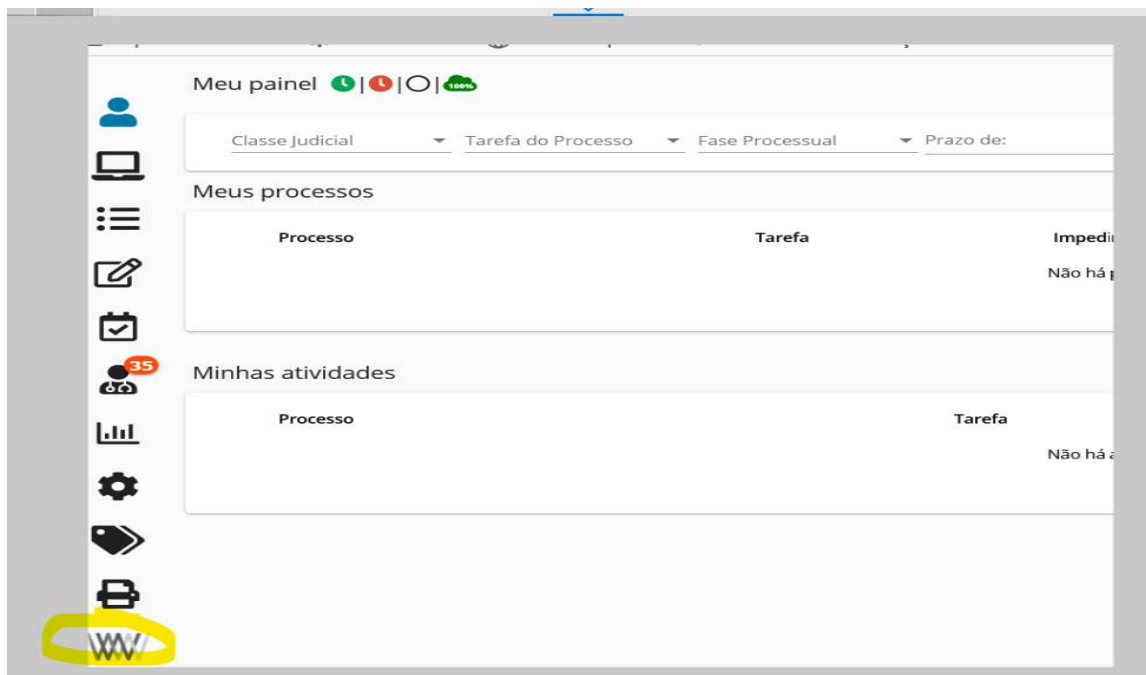 Meu painel
100%
Classe Judicial Tarefa do Processo Fase Processual Prazo de:
Meus processos
Processo Tarefa Impedi
Não há
35
Minhas atividades
Processo Tarefa
Não há a
W